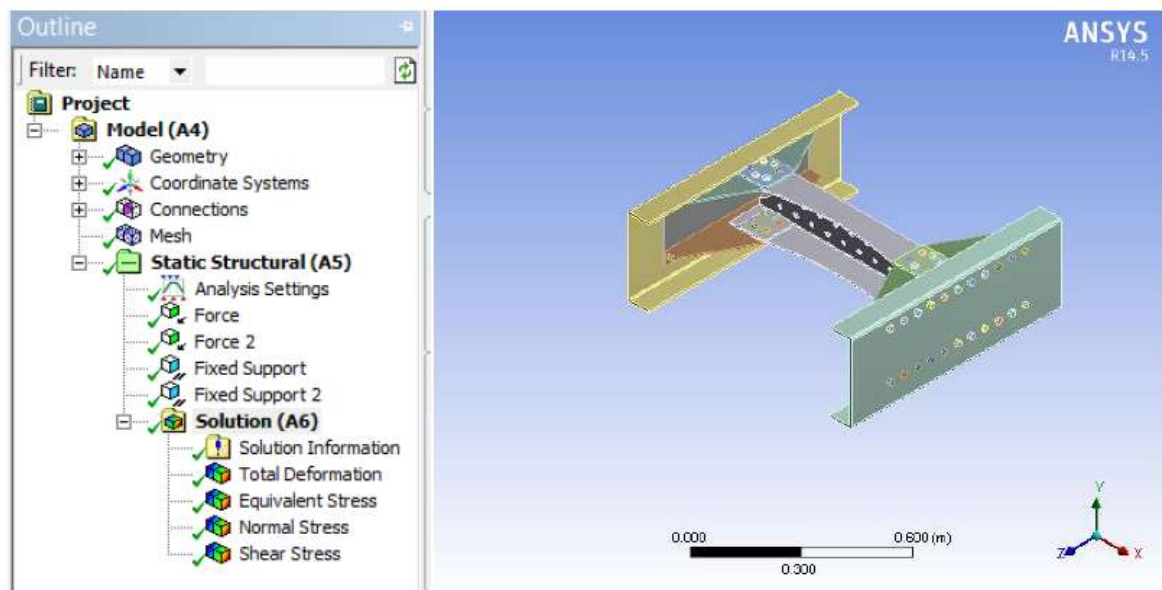 Outline
Filter: Name
Project
Model (A4)
Geometry
Coordinate Systems
Connections
Mesh
Static Structural (A5)
Analysis Settings
Force
Force 2
Fixed Support
Fixed Support 2
Solution (A6)
Solution Information
Total Deformation
Equivalent Stress
Normal Stress
Shear Stress
ANSYS
R14.5
0.000 0.600 (m)
0.300
Y
Z X